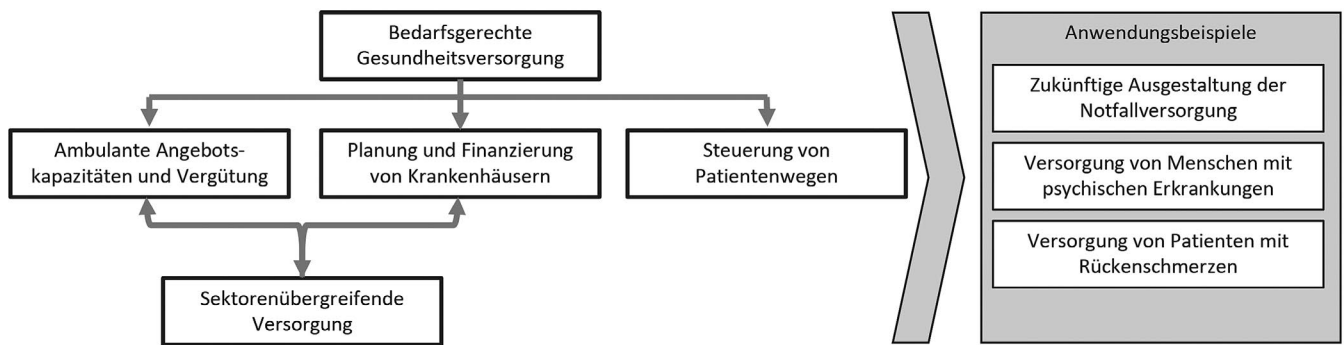 Bedarfsgerechte
Gesundheitsversorgung
Ambulante Angebots-
kapazitäten und Vergütung
Planung und Finanzierung
von Krankenhäusern
Steuerung von
Patientenwegen
Sektorenübergreifende
Versorgung
Anwendungsbeispiele
Zukünftige Ausgestaltung der
Notfallversorgung
Versorgung von Menschen mit
psychischen Erkrankungen
Versorgung von Patienten mit
Rückenschmerzen